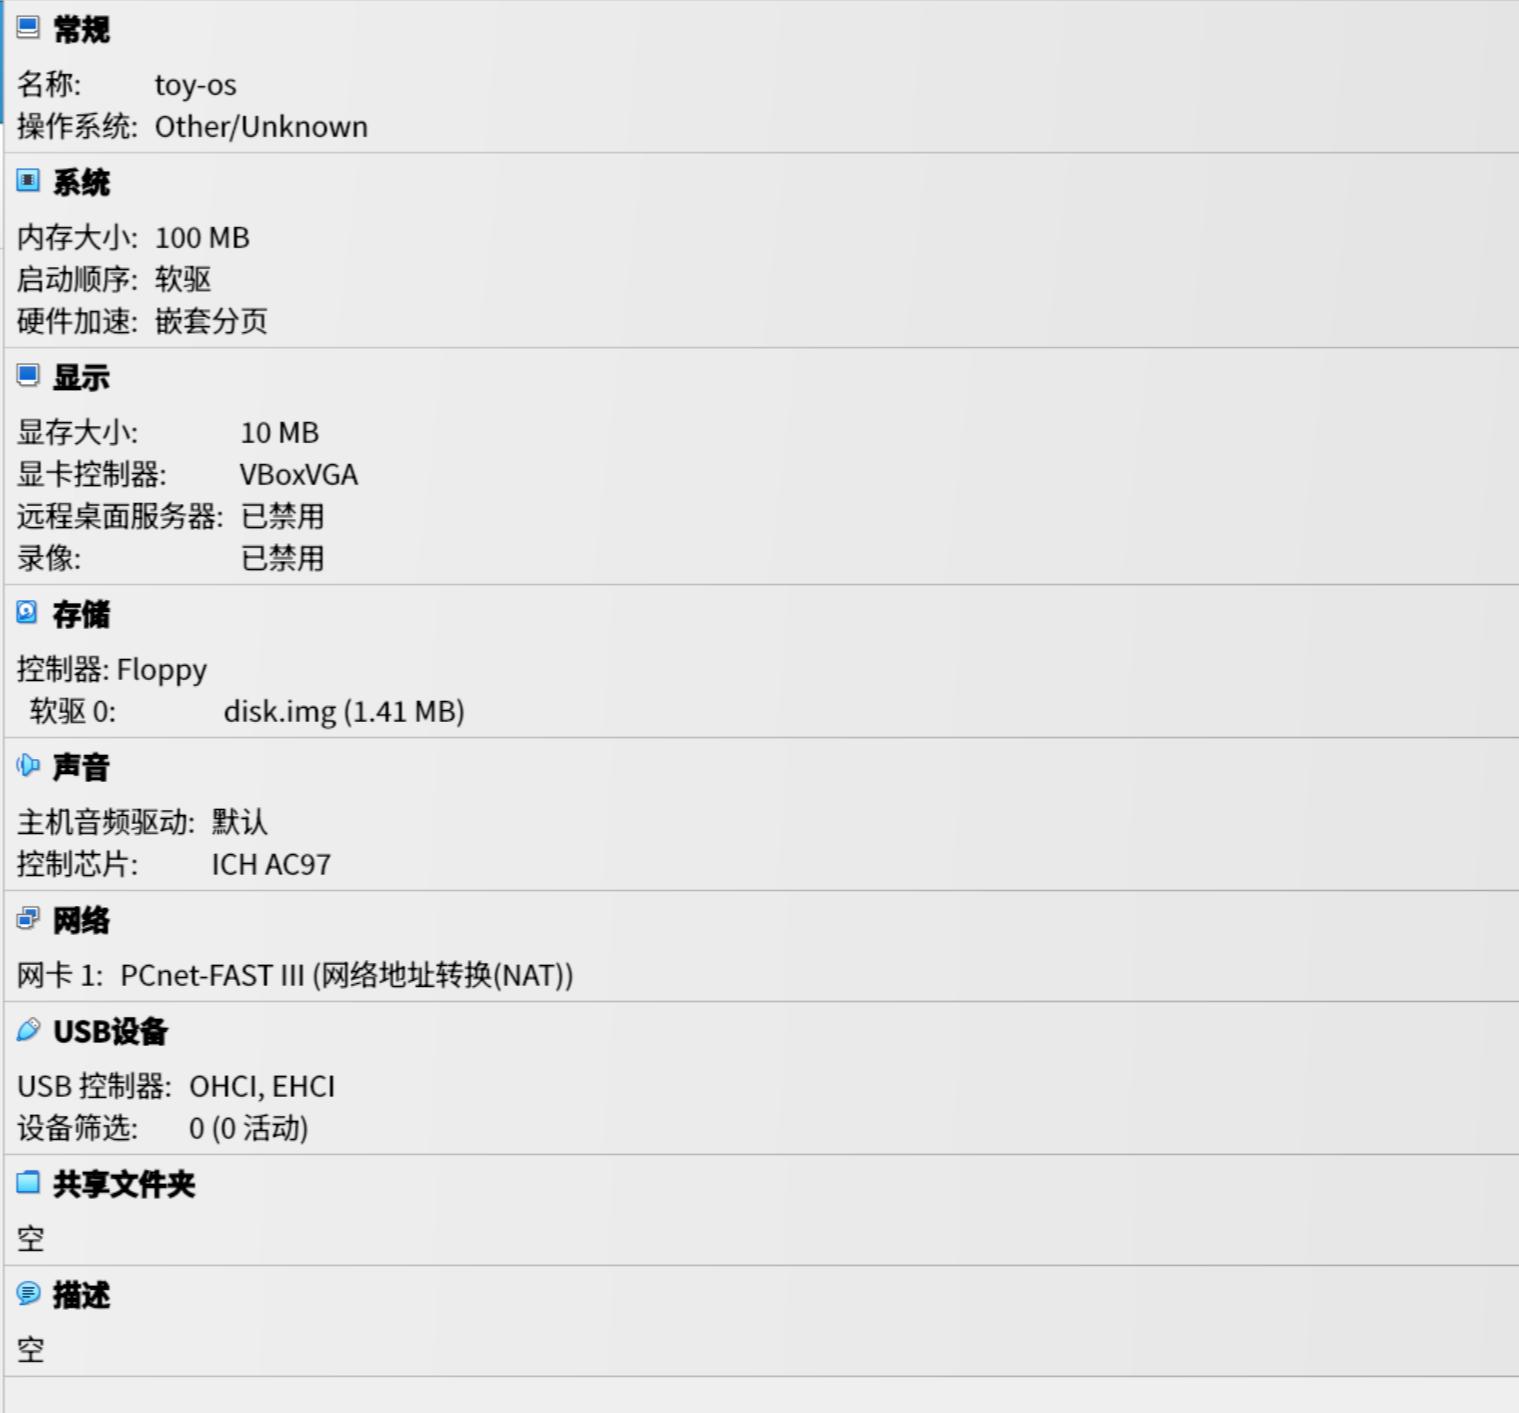 常规
名称: toy-os
操作系统: Other/Unknown
系统
内存大小: 100 MB
启动顺序: 软驱
硬件加速: 嵌套分页
显示
显存大小: 10 MB
显卡控制器: VBoxVGA
远程桌面服务器: 已禁用
录像: 已禁用
存储
控制器: Floppy
软驱 0: disk.img (1.41 MB)
声音
主机音频驱动: 默认
控制芯片: ICH AC97
网络
网卡 1: PCnet-FAST III (网络地址转换(NAT))
USB设备
USB 控制器: OHCI, EHCI
设备筛选: 0 (0 活动)
共享文件夹
空
描述
空